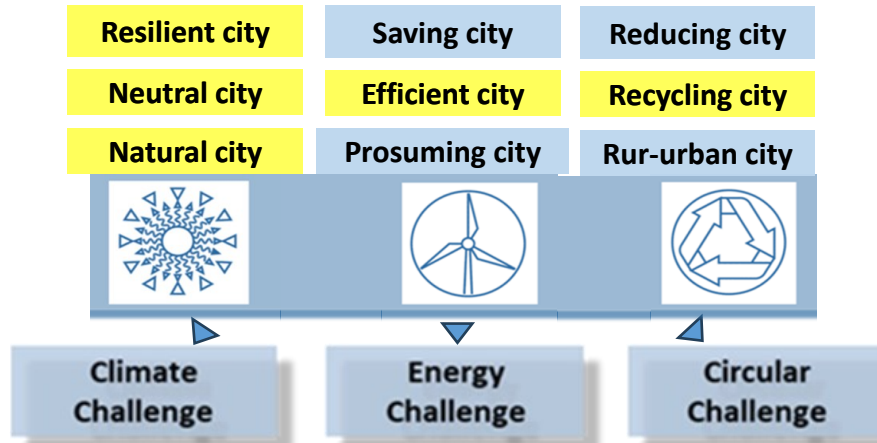 Resilient city
Saving city
Reducing city
Neutral city
Efficient city
Recycling city
Natural city
Prosuming city
Rur-urban city
Climate
Challenge
Energy
Challenge
Circular
Challenge